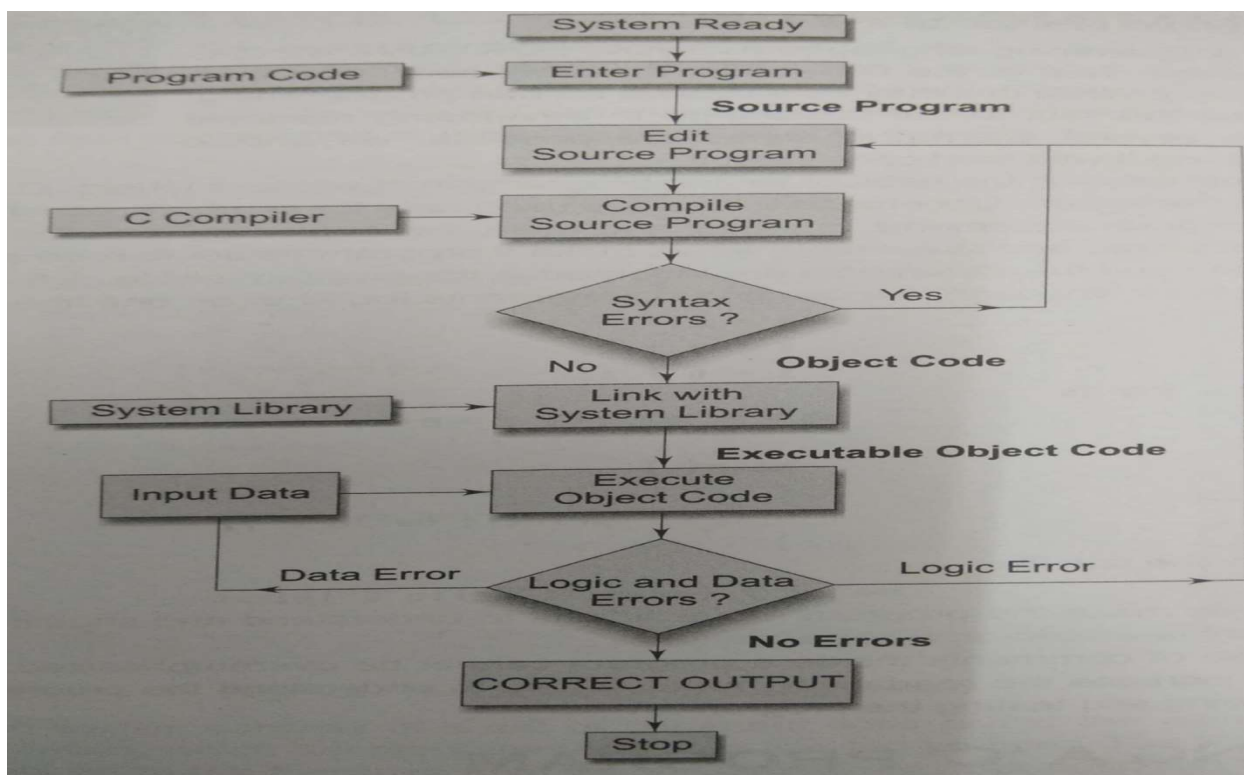 System Ready
Program Code
Enter Program
Source Program
Edit
Source Program
C Compiler
Compile
Source Program
Syntax
Errors ?
Yes
No
Object Code
System Library
Link with
System Library
Executable Object Code
Input Data
Execute
Object Code
Data Error
Logic and Data
Errors ?
Logic Error
No Errors
CORRECT OUTPUT
Stop